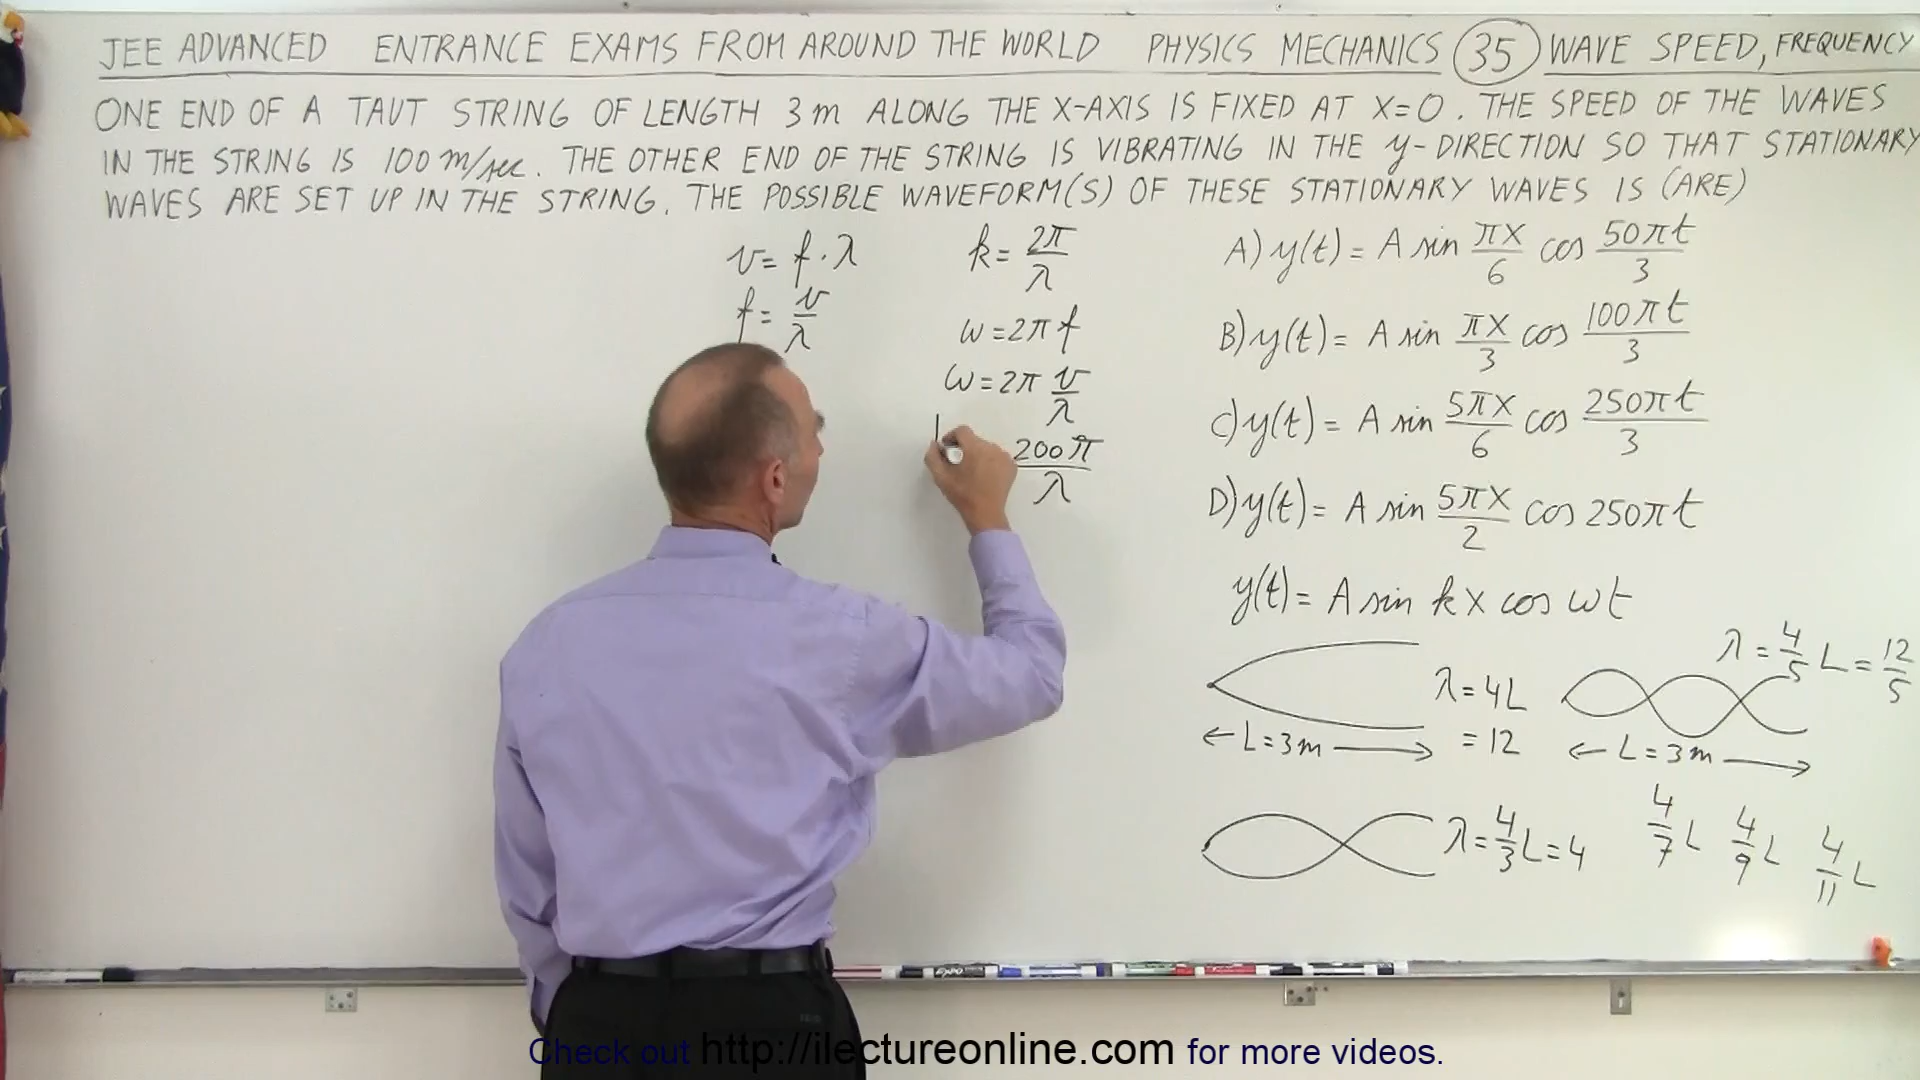 JEE ADVANCED ENTRANCE EXAMS FROM AROUND THE WORLD PHYSICS MECHANICS 35 WAVE SPEED, FREQUENCY
ONE END OF A TAUT STRING OF LENGTH 3 m ALONG THE X-AXIS IS FIXED AT X=0. THE SPEED OF THE WAVES
IN THE STRING IS 100 m/sec. THE OTHER END OF THE STRING IS VIBRATING IN THE y-DIRECTION SO THAT STATIONARY
WAVES ARE SET UP IN THE STRING. THE POSSIBLE WAVEFORM(S) OF THESE STATIONARY WAVES IS (ARE)
v = f · λ
f = v/λ
k = 2π/λ
ω = 2π f
ω = 2π v/λ
200π/λ
A) y(t) = A sin πx/6 cos 50πt/3
B) y(t) = A sin πx/3 cos 100πt/3
C) y(t) = A sin 5πx/6 cos 250πt/3
D) y(t) = A sin 5πx/2 cos 250πt
y(t) = A sin kx cos ωt
λ = 4L
= 12
← L = 3m →
λ = 4/5 L = 12/5
← L = 3m →
λ = 4/3 L = 4
4/7 L 4/9 L 4/11 L
EXPO
Check out http://ilectureonline.com for more videos.